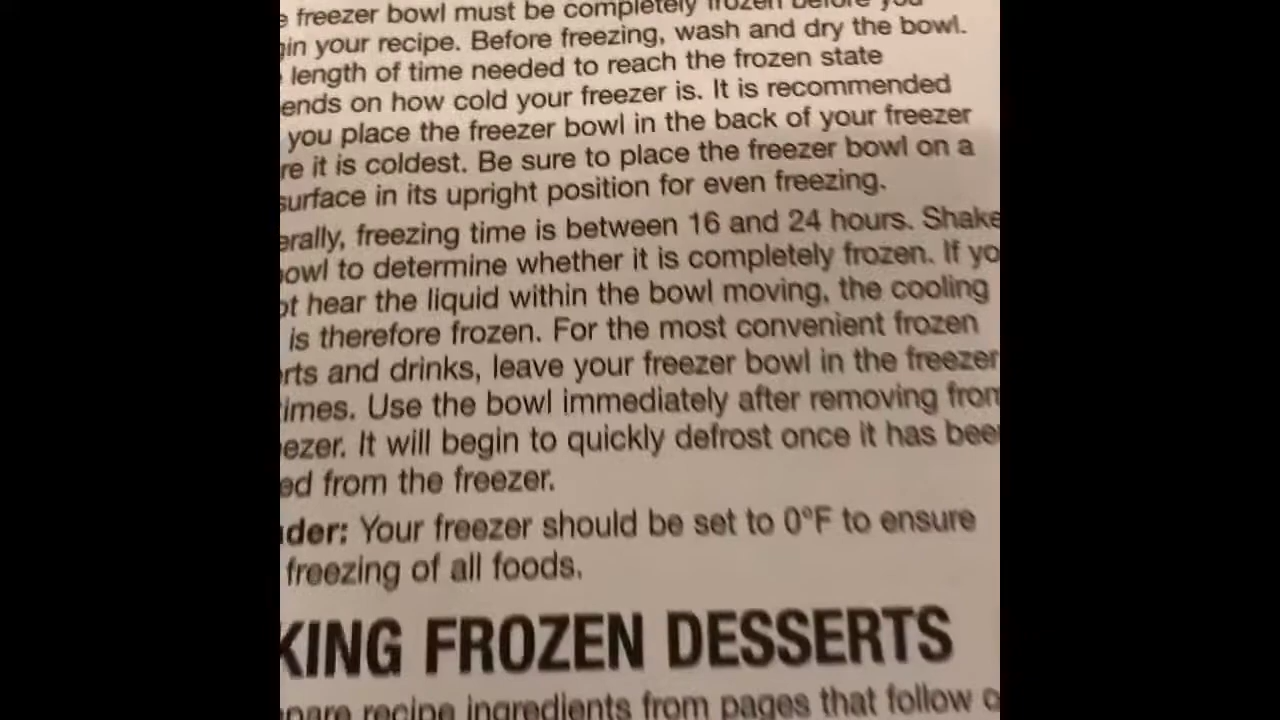 e freezer bowl must be completely frozen before you
gin your recipe. Before freezing, wash and dry the bowl.
length of time needed to reach the frozen state
ends on how cold your freezer is. It is recommended
you place the freezer bowl in the back of your freezer
re it is coldest. Be sure to place the freezer bowl on a
surface in its upright position for even freezing.
erally, freezing time is between 16 and 24 hours. Shake
owl to determine whether it is completely frozen. If yo
ot hear the liquid within the bowl moving, the cooling
is therefore frozen. For the most convenient frozen
rts and drinks, leave your freezer bowl in the freezer
imes. Use the bowl immediately after removing from
ezer. It will begin to quickly defrost once it has bee
ed from the freezer.
der: Your freezer should be set to 0°F to ensure
freezing of all foods.
KING FROZEN DESSERTS
pare recipe ingredients from pages that follow o